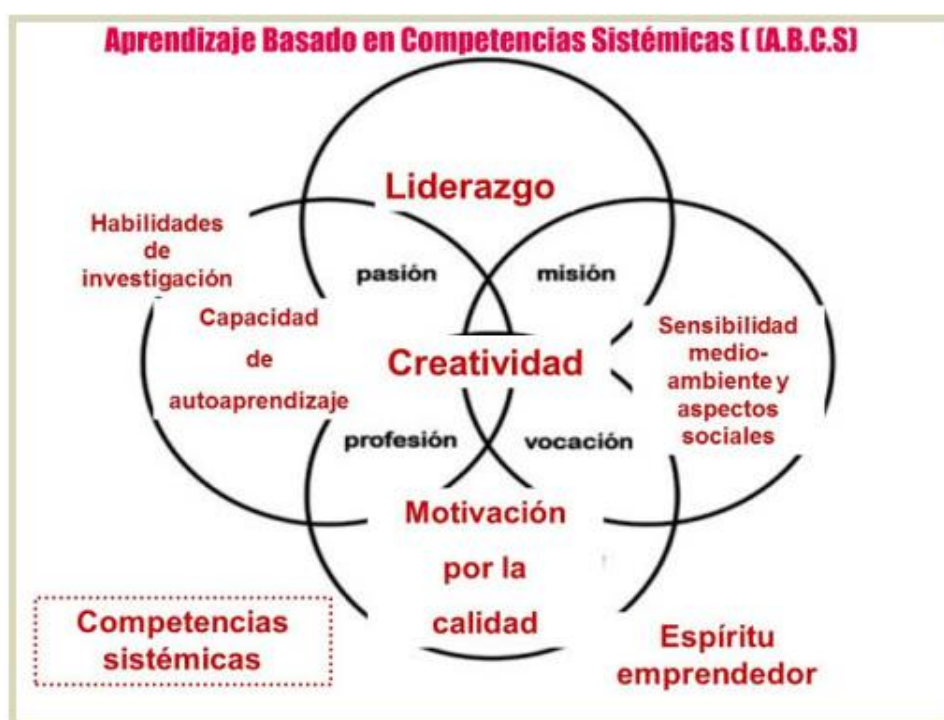 Aprendizaje Basado en Competencias Sistémicas ( (A.B.C.S)
Liderazgo
Habilidades
de
investigación
pasión
misión
Capacidad
de
autoaprendizaje
Creatividad
Sensibilidad
medio-
ambiente y
aspectos
sociales
profesión
vocación
Motivación
por la
calidad
Competencias
sistémicas
Espíritu
emprendedor